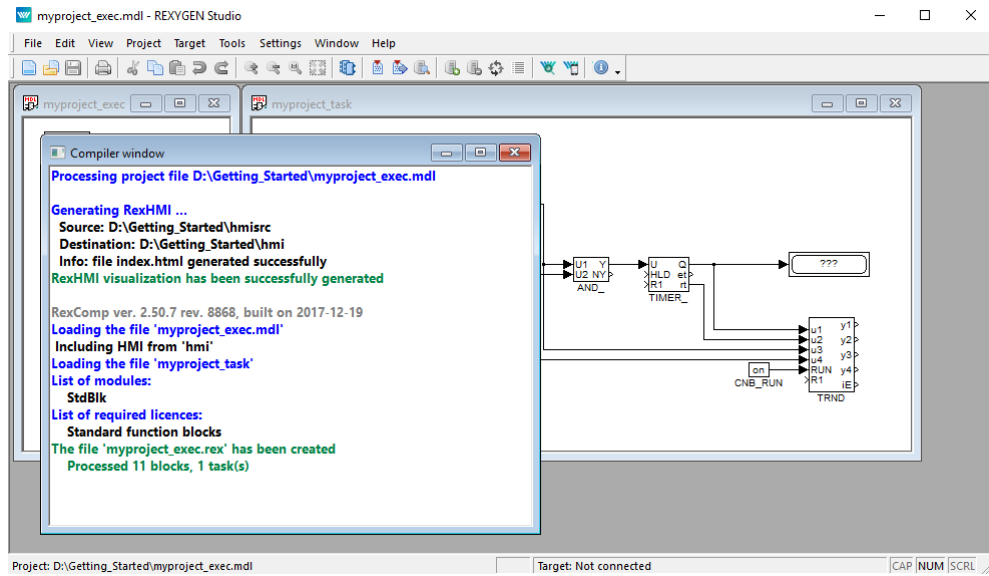 myproject_exec.mdl - REXYGEN Studio
File Edit View Project Target Tools Settings Window Help
myproject_exec
myproject_task
Compiler window
Processing project file D:\Getting_Started\myproject_exec.mdl
Generating RexHMI ...
Source: D:\Getting_Started\hmisrc
Destination: D:\Getting_Started\hmi
Info: file index.html generated successfully
RexHMI visualization has been successfully generated
RexComp ver. 2.50.7 rev. 8868, built on 2017-12-19
Loading the file 'myproject_exec.mdl'
Including HMI from 'hmi'
Loading the file 'myproject_task'
List of modules:
StdBlk
List of required licences:
Standard function blocks
The file 'myproject_exec.rex' has been created
Processed 11 blocks, 1 task(s)
U1 Y
U2 NY
AND_
U Q
HLD et
R1 rt
TIMER_
???
u1 y1
u2 y2
u3 y3
u4 y4
RUN
R1 iE
TRND
on
CNB_RUN
Project: D:\Getting_Started\myproject_exec.mdl
Target: Not connected
CAP NUM SCRL